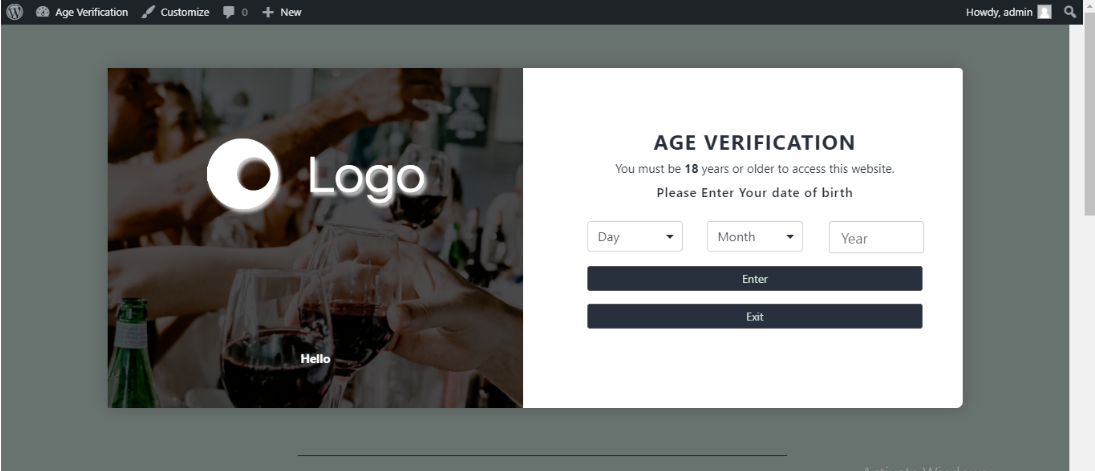 Age Verification Customize 0 New Howdy, admin
Logo
Hello
AGE VERIFICATION
You must be 18 years or older to access this website.
Please Enter Your date of birth
Day Month Year
Enter
Exit